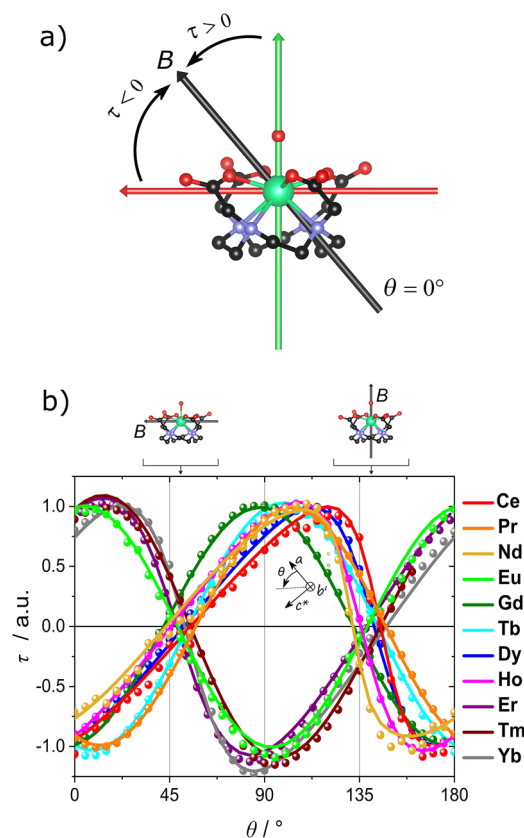 a)
τ > 0
B
τ < 0
θ = 0°
b)
B
B
τ / a.u.
1.0
0.5
0.0
-0.5
-1.0
θ
a
b'
c*
0
45
90
135
180
θ / °
Ce
Pr
Nd
Eu
Gd
Tb
Dy
Ho
Er
Tm
Yb